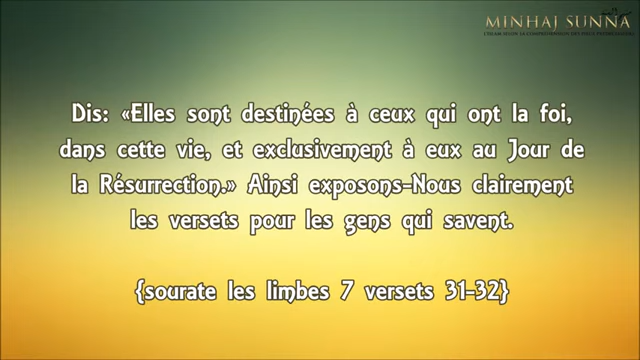 MINHAJ SUNNA
Dis: «Elles sont destinées à ceux qui ont la foi,
dans cette vie, et exclusivement à eux au Jour de
la Résurrection.» Ainsi exposons-Nous clairement
les versets pour les gens qui savent.
{sourate les limbes 7 versets 31-32}